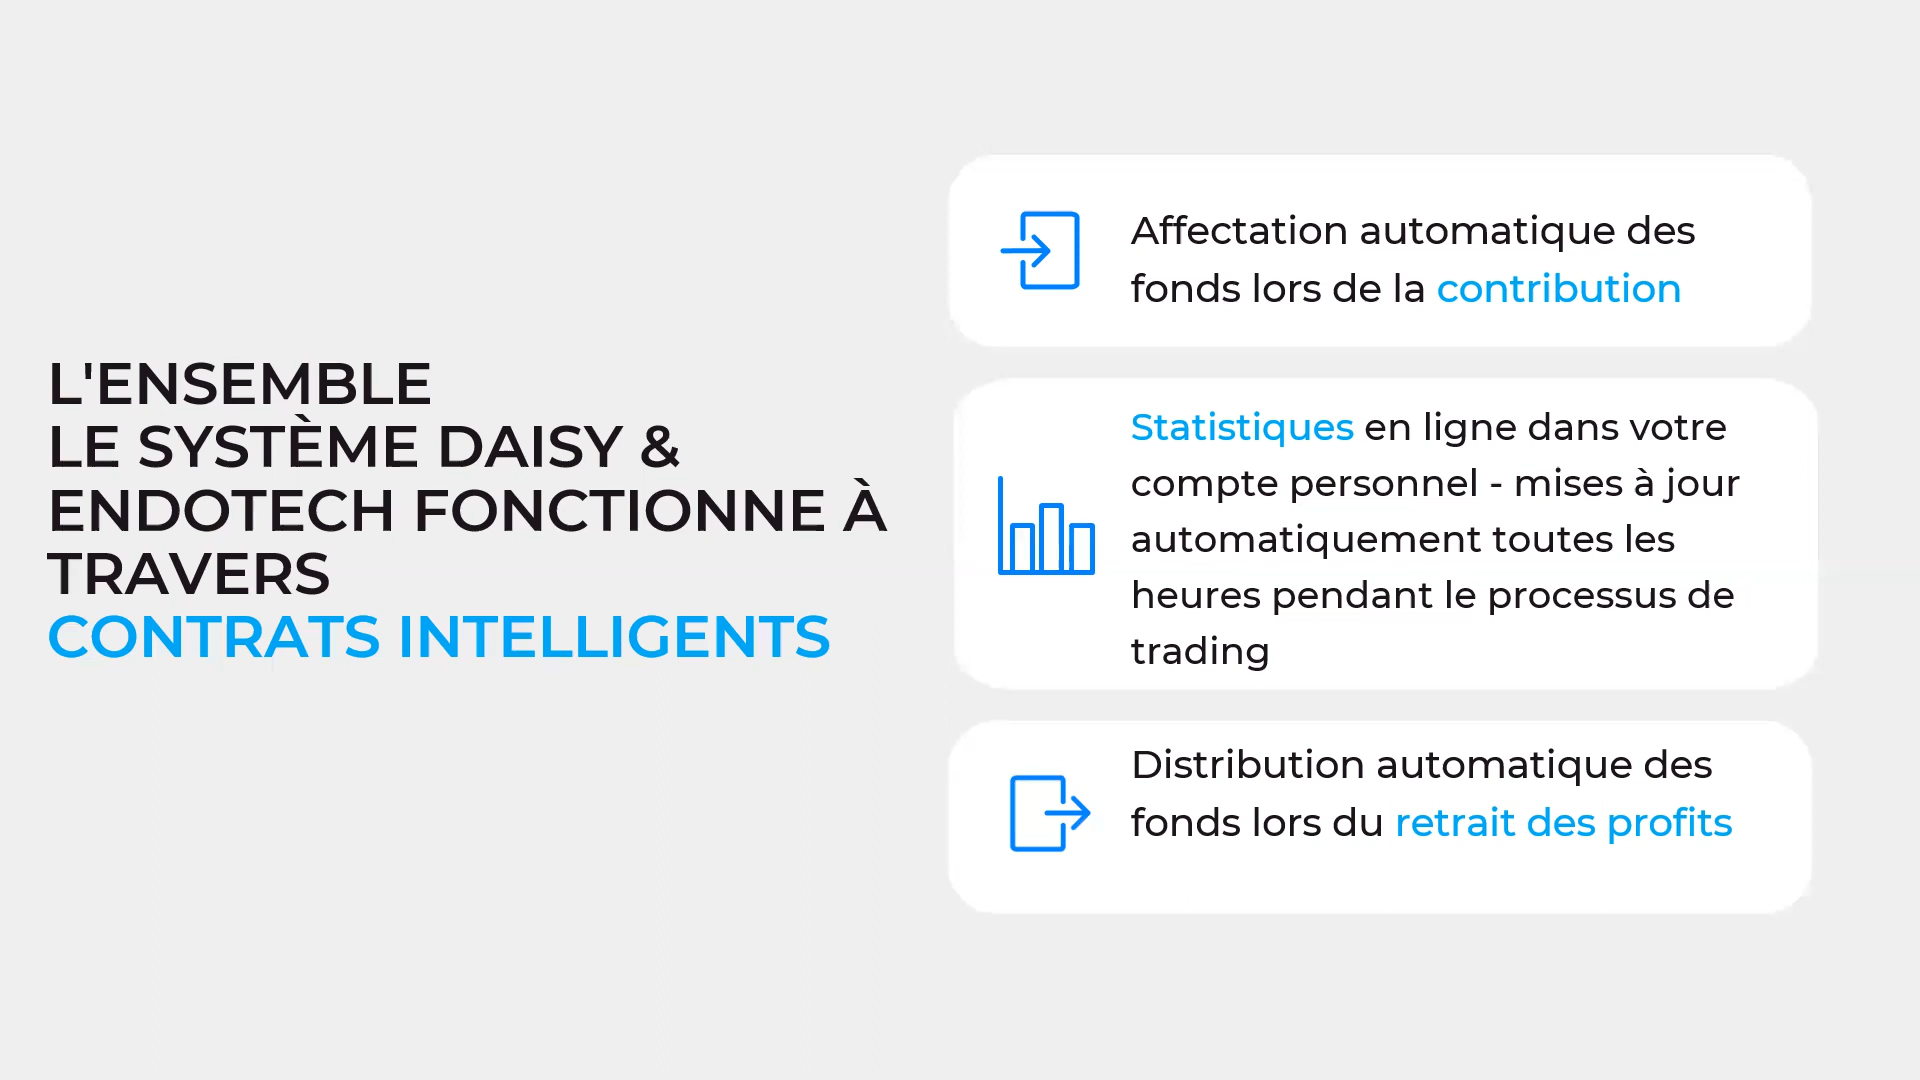 L'ENSEMBLE
LE SYSTÈME DAISY &
ENDOTECH FONCTIONNE À
TRAVERS
CONTRATS INTELLIGENTS
Affectation automatique des
fonds lors de la contribution
Statistiques en ligne dans votre
compte personnel - mises à jour
automatiquement toutes les
heures pendant le processus de
trading
Distribution automatique des
fonds lors du retrait des profits